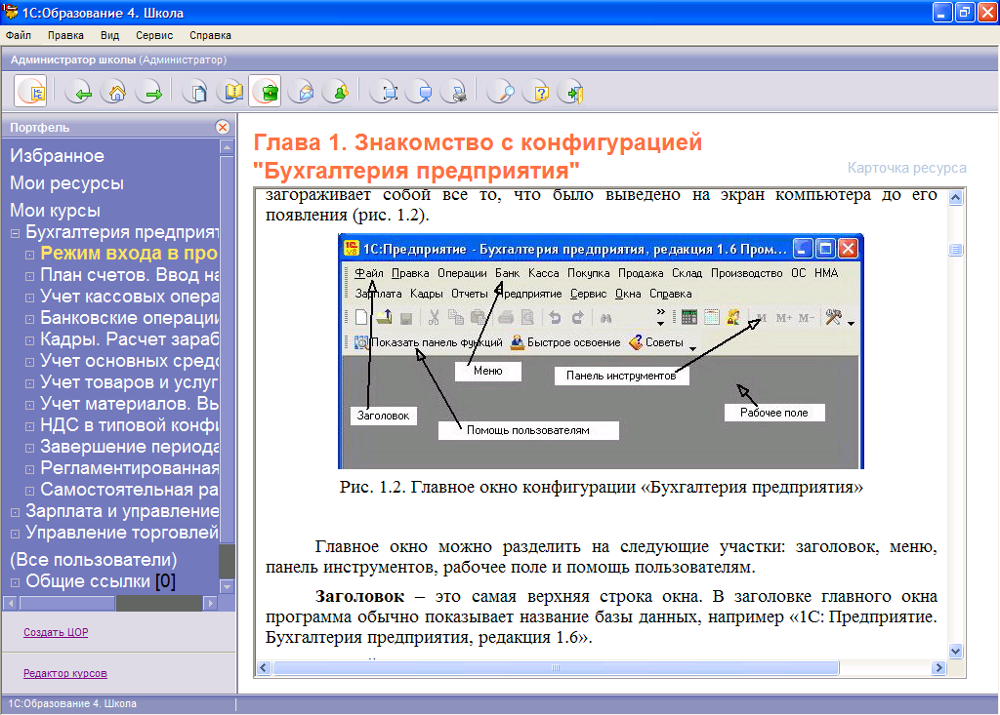 1С:Образование 4. Школа
Файл Правка Вид Сервис Справка
Администратор школы (Администратор)
Портфель
Избранное
Мои ресурсы
Мои курсы
Бухгалтерия предприят
Режим входа в про
План счетов. Ввод на
Учет кассовых опера
Банковские операции
Кадры. Расчет зараб
Учет основных средс
Учет товаров и услуг
Учет материалов. Вы
НДС в типовой конфи
Завершение периода
Регламентированная
Самостоятельная ра
Зарплата и управление
Управление торговлей
(Все пользователи)
Общие ссылки [0]
Создать ЦОР
Редактор курсов
Глава 1. Знакомство с конфигурацией
"Бухгалтерия предприятия"
Карточка ресурса
загораживает собой все то, что было выведено на экран компьютера до его
появления (рис. 1.2).
1С:Предприятие - Бухгалтерия предприятия, редакция 1.6 Пром...
Файл Правка Операции Банк Касса Покупка Продажа Склад Производство ОС НМА
Зарплата Кадры Отчеты Предприятие Сервис Окна Справка
M M+ M-
Показать панель функций Быстрое освоение Советы
Меню
Панель инструментов
Заголовок
Рабочее поле
Помощь пользователям
Рис. 1.2. Главное окно конфигурации «Бухгалтерия предприятия»
Главное окно можно разделить на следующие участки: заголовок, меню,
панель инструментов, рабочее поле и помощь пользователям.
Заголовок – это самая верхняя строка окна. В заголовке главного окна
программа обычно показывает название базы данных, например «1С: Предприятие.
Бухгалтерия предприятия, редакция 1.6».
1С:Образование 4. Школа